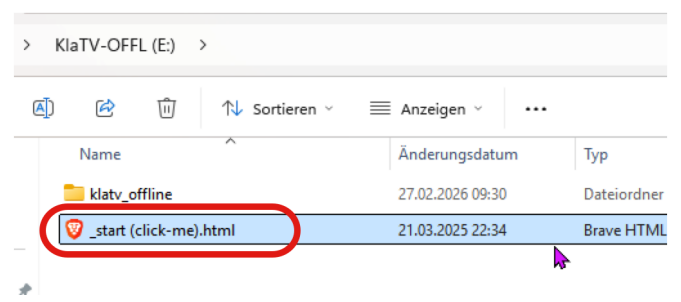 KlaTV-OFFL (E:)
Sortieren Anzeigen ...
Name Änderungsdatum Typ
klatv_offline 27.02.2026 09:30 Dateiordner
_start (click-me).html 21.03.2025 22:34 Brave HTML